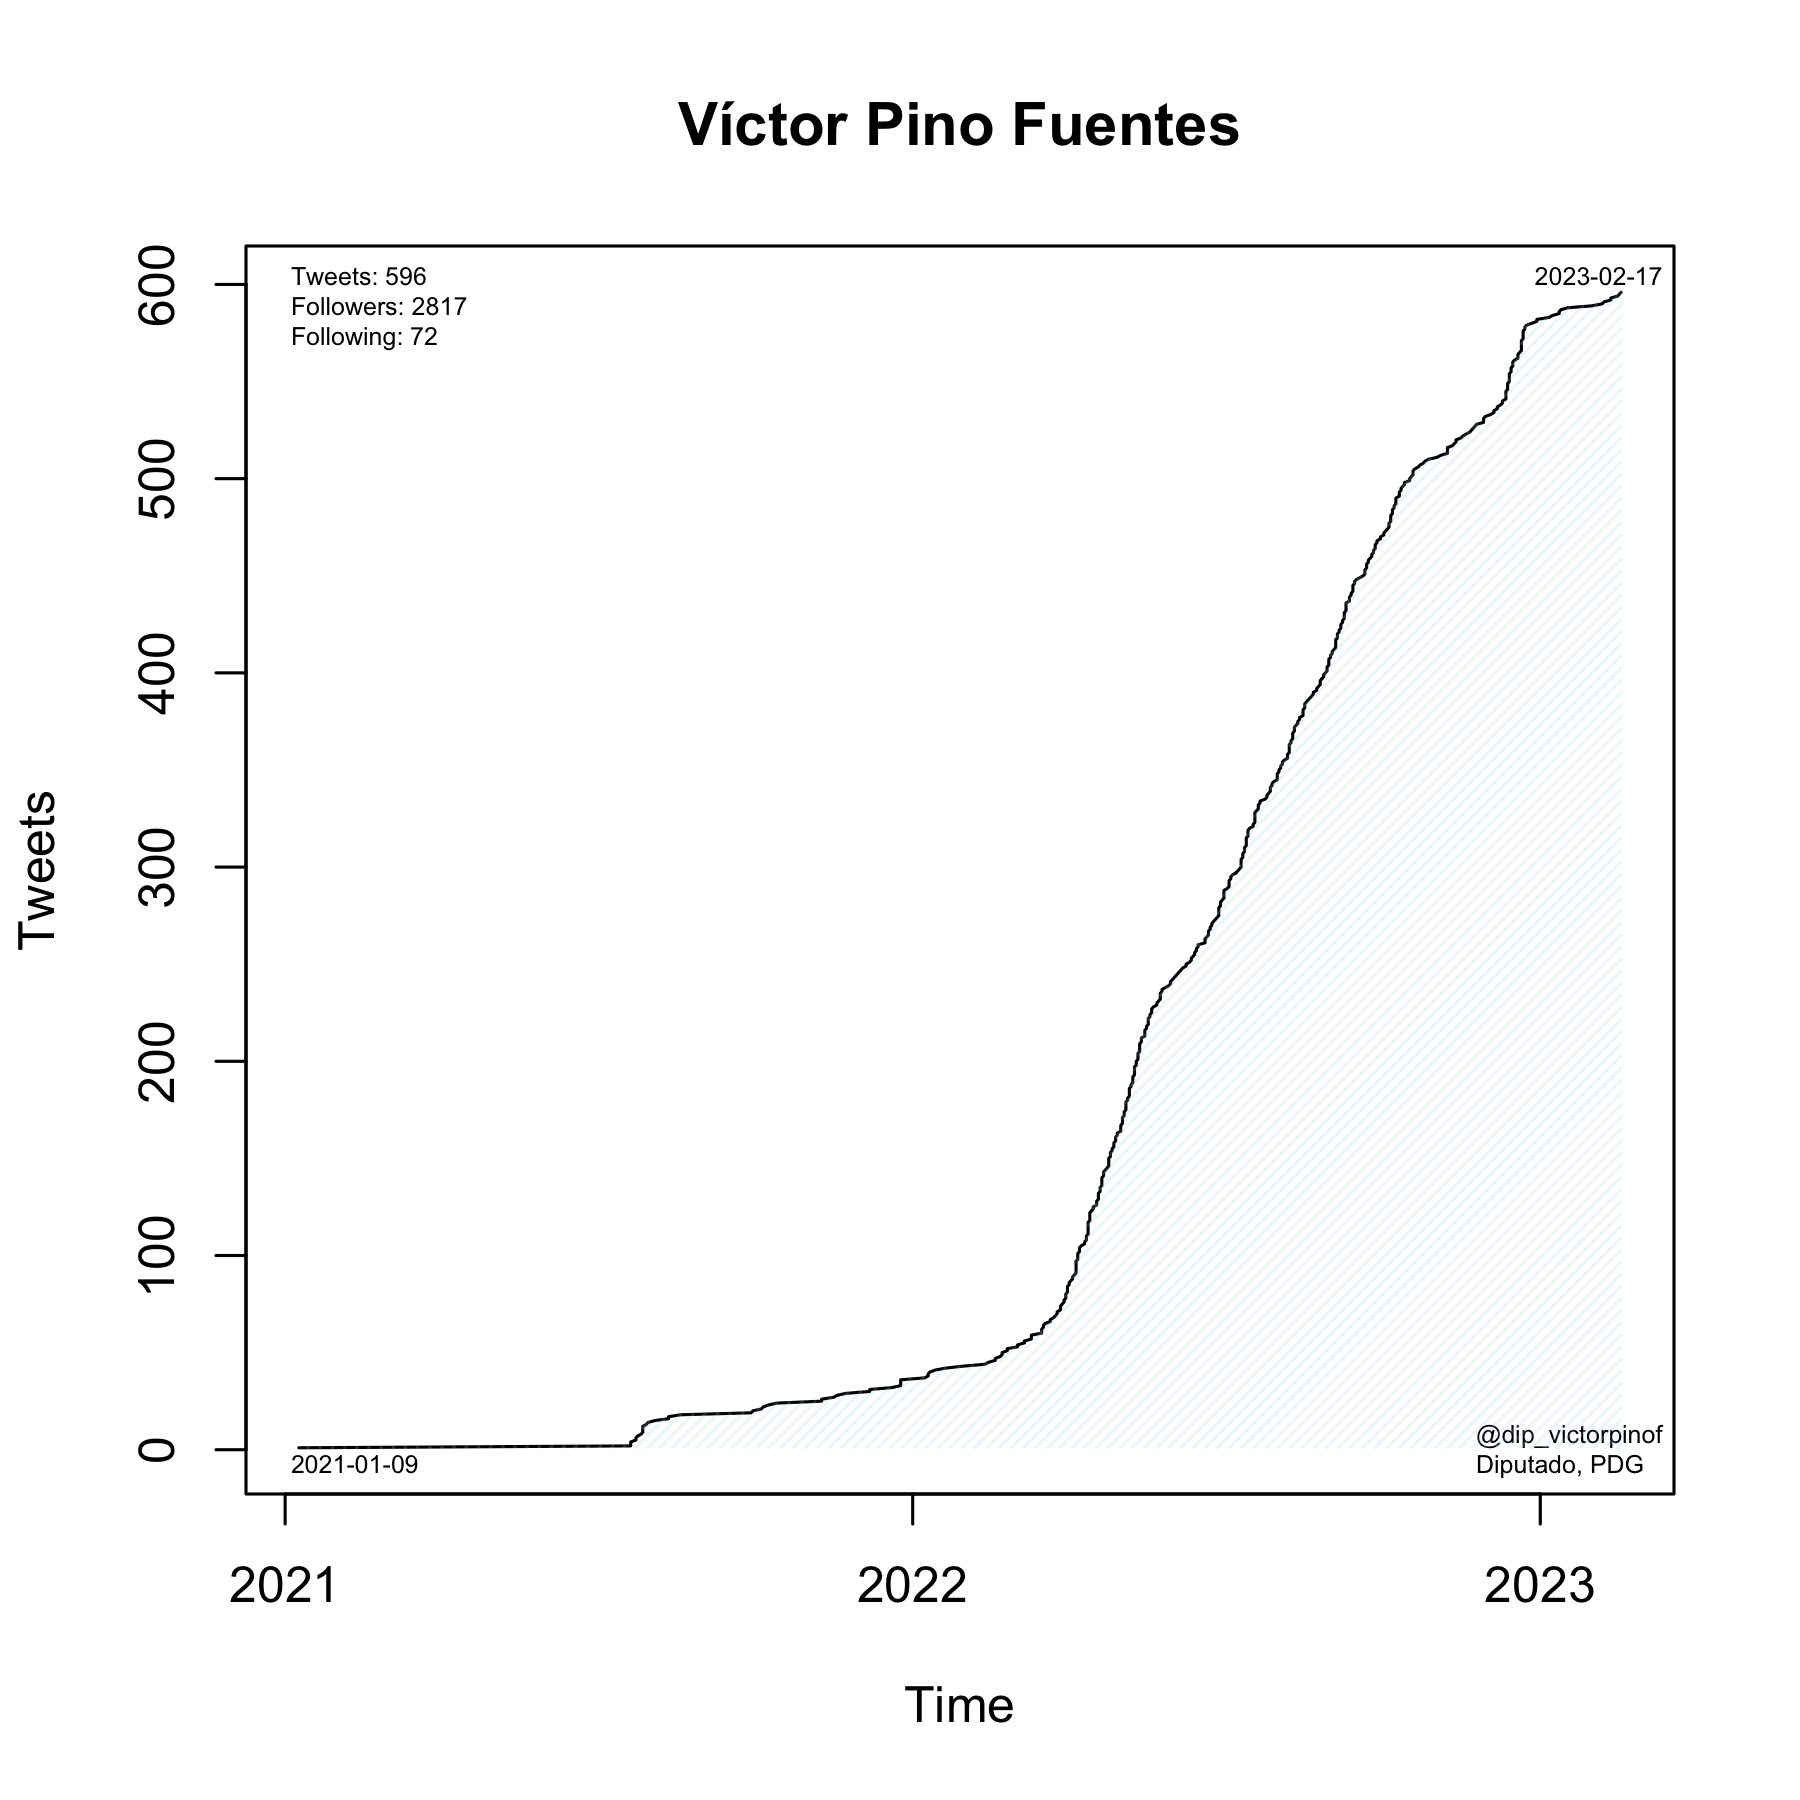 Víctor Pino Fuentes
Tweets: 596
Followers: 2817
Following: 72
2023-02-17
600
500
400
300
200
100
0
Tweets
@dip_victorpinof
Diputado, PDG
2021-01-09
2021
2022
2023
Time